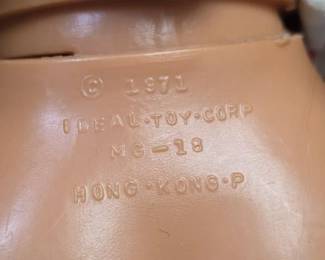 © 1971
IDEAL·TOY·CORP
MG-18
HONG·KONG·P